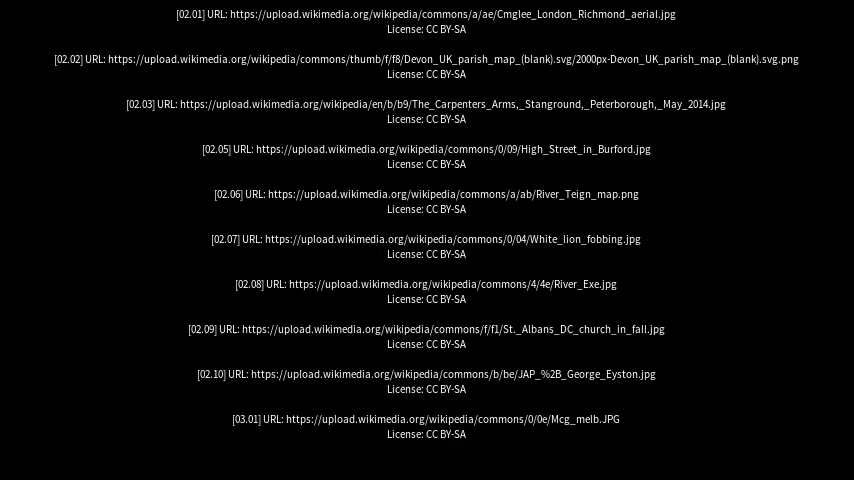 [02.01] URL: https://upload.wikimedia.org/wikipedia/commons/a/ae/Cmglee_London_Richmond_aerial.jpg
License: CC BY-SA
[02.02] URL: https://upload.wikimedia.org/wikipedia/commons/thumb/f/f8/Devon_UK_parish_map_(blank).svg/2000px-Devon_UK_parish_map_(blank).svg.png
License: CC BY-SA
[02.03] URL: https://upload.wikimedia.org/wikipedia/en/b/b9/The_Carpenters_Arms,_Stanground,_Peterborough,_May_2014.jpg
License: CC BY-SA
[02.05] URL: https://upload.wikimedia.org/wikipedia/commons/0/09/High_Street_in_Burford.jpg
License: CC BY-SA
[02.06] URL: https://upload.wikimedia.org/wikipedia/commons/a/ab/River_Teign_map.png
License: CC BY-SA
[02.07] URL: https://upload.wikimedia.org/wikipedia/commons/0/04/White_lion_fobbing.jpg
License: CC BY-SA
[02.08] URL: https://upload.wikimedia.org/wikipedia/commons/4/4e/River_Exe.jpg
License: CC BY-SA
[02.09] URL: https://upload.wikimedia.org/wikipedia/commons/f/f1/St._Albans_DC_church_in_fall.jpg
License: CC BY-SA
[02.10] URL: https://upload.wikimedia.org/wikipedia/commons/b/be/JAP_%2B_George_Eyston.jpg
License: CC BY-SA
[03.01] URL: https://upload.wikimedia.org/wikipedia/commons/0/0e/Mcg_melb.JPG
License: CC BY-SA